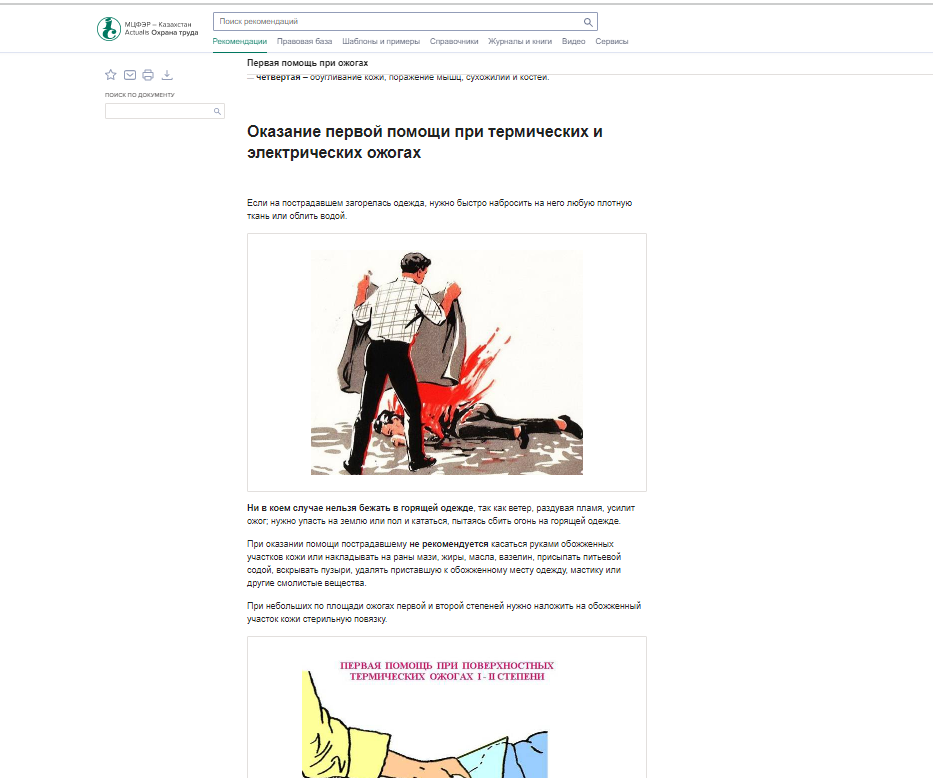 МЦФЭР – Казахстан
Actualis Охрана труда
Поиск рекомендаций
Рекомендации Правовая база Шаблоны и примеры Справочники Журналы и книги Видео Сервисы
Первая помощь при ожогах
— четвертая – обугливание кожи, поражение мышц, сухожилий и костей.
ПОИСК ПО ДОКУМЕНТУ
Оказание первой помощи при термических и
электрических ожогах
Если на пострадавшем загорелась одежда, нужно быстро набросить на него любую плотную
ткань или облить водой.
Ни в коем случае нельзя бежать в горящей одежде, так как ветер, раздувая пламя, усилит
ожог; нужно упасть на землю или пол и кататься, пытаясь сбить огонь на горящей одежде.
При оказании помощи пострадавшему не рекомендуется касаться руками обожженных
участков кожи или накладывать на раны мази, жиры, масла, вазелин, присыпать питьевой
содой, вскрывать пузыри, удалять приставшую к обожженному месту одежду, мастику или
другие смолистые вещества.
При небольших по площади ожогах первой и второй степеней нужно наложить на обожженный
участок кожи стерильную повязку.
ПЕРВАЯ ПОМОЩЬ ПРИ ПОВЕРХНОСТНЫХ
ТЕРМИЧЕСКИХ ОЖОГАХ I - II СТЕПЕНИ